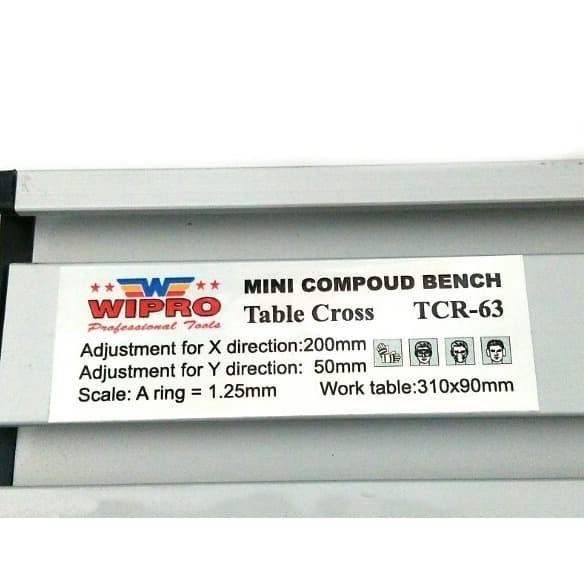 W
WIPRO
Professional Tools
MINI COMPOUD BENCH
Table Cross TCR-63
Adjustment for X direction:200mm
Adjustment for Y direction: 50mm
Scale: A ring = 1.25mm Work table:310x90mm